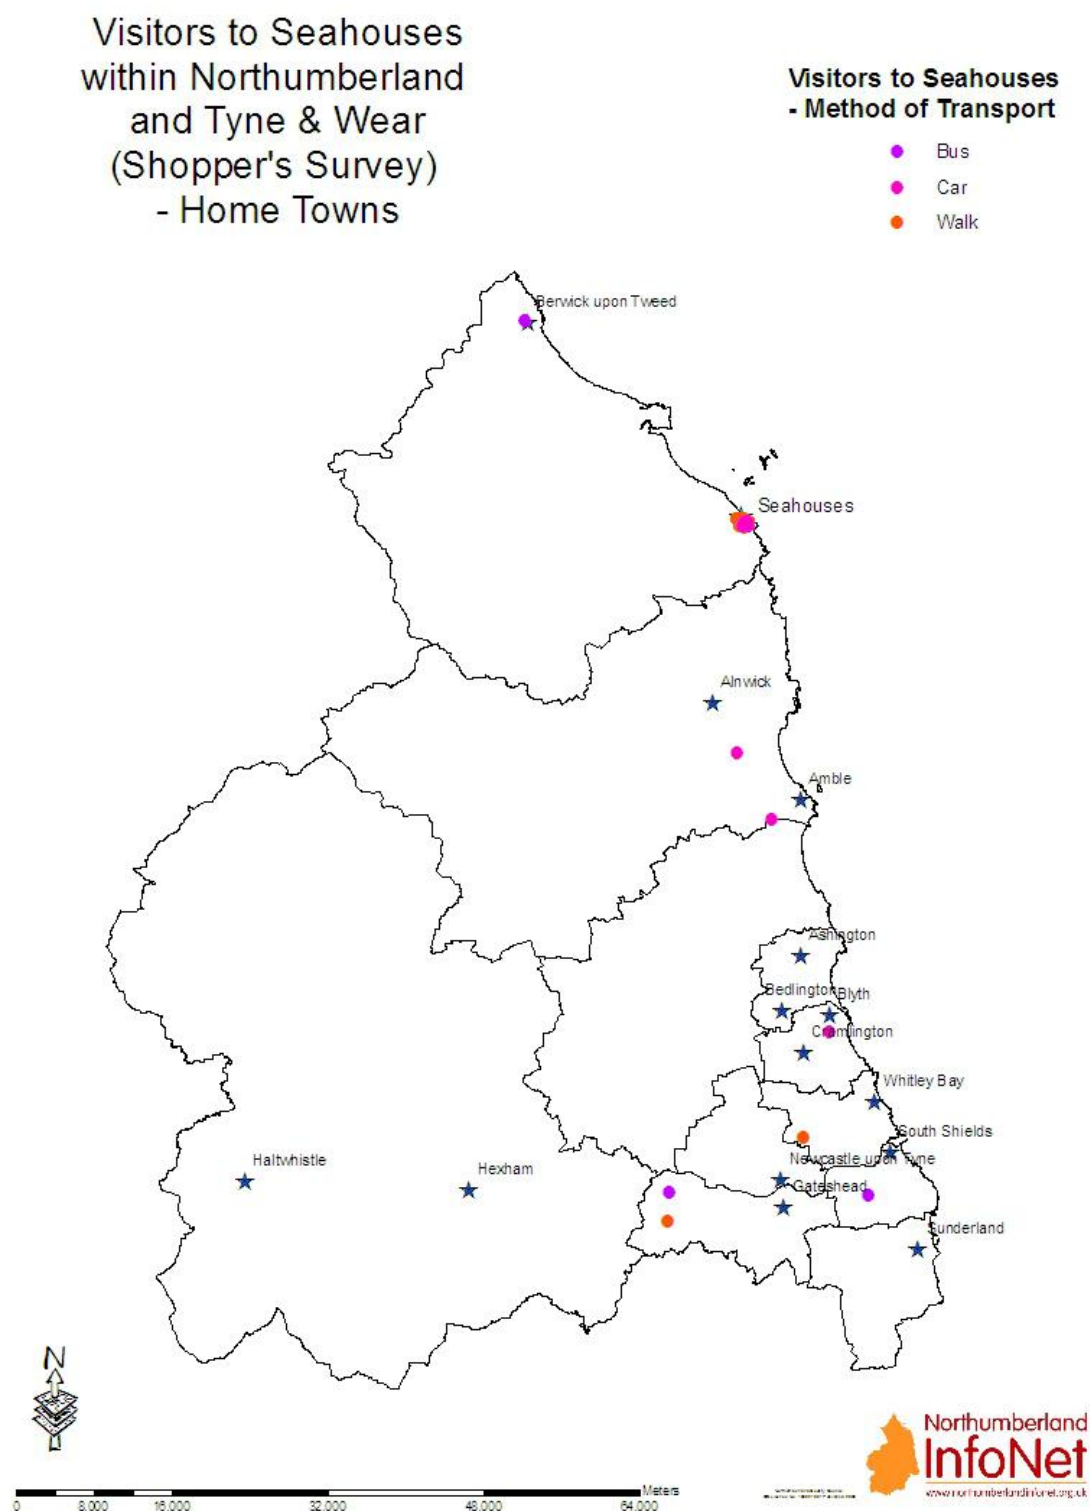 Visitors to Seahouses
within Northumberland
and Tyne & Wear
(Shopper's Survey)
- Home Towns
Visitors to Seahouses
- Method of Transport
Bus
Car
Walk
Berwick upon Tweed
Seahouses
Alnwick
Amble
Ashington
Bedlington
Blyth
Cramlington
Whitley Bay
South Shields
Newcastle upon Tyne
Gateshead
Haltwhistle
Hexham
Sunderland
N
Northumberland
InfoNet
www.northumberlandinfonet.org.uk
Meters
0 8,000 16,000 32,000 48,000 64,000